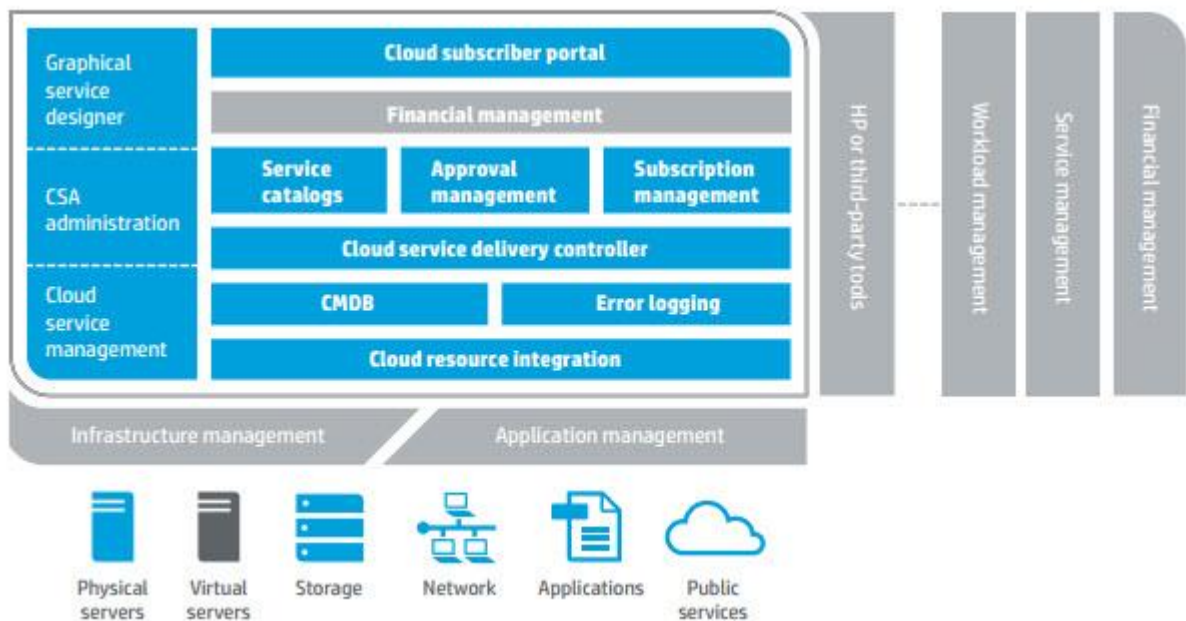 Graphical
service
designer
CSA
administration
Cloud
service
management
Cloud subscriber portal
Financial management
Service
catalogs
Approval
management
Subscription
management
Cloud service delivery controller
CMDB
Error logging
Cloud resource integration
HP or third-party tools
Workload management
Service management
Financial management
Infrastructure management
Application management
Physical
servers
Virtual
servers
Storage
Network
Applications
Public
services